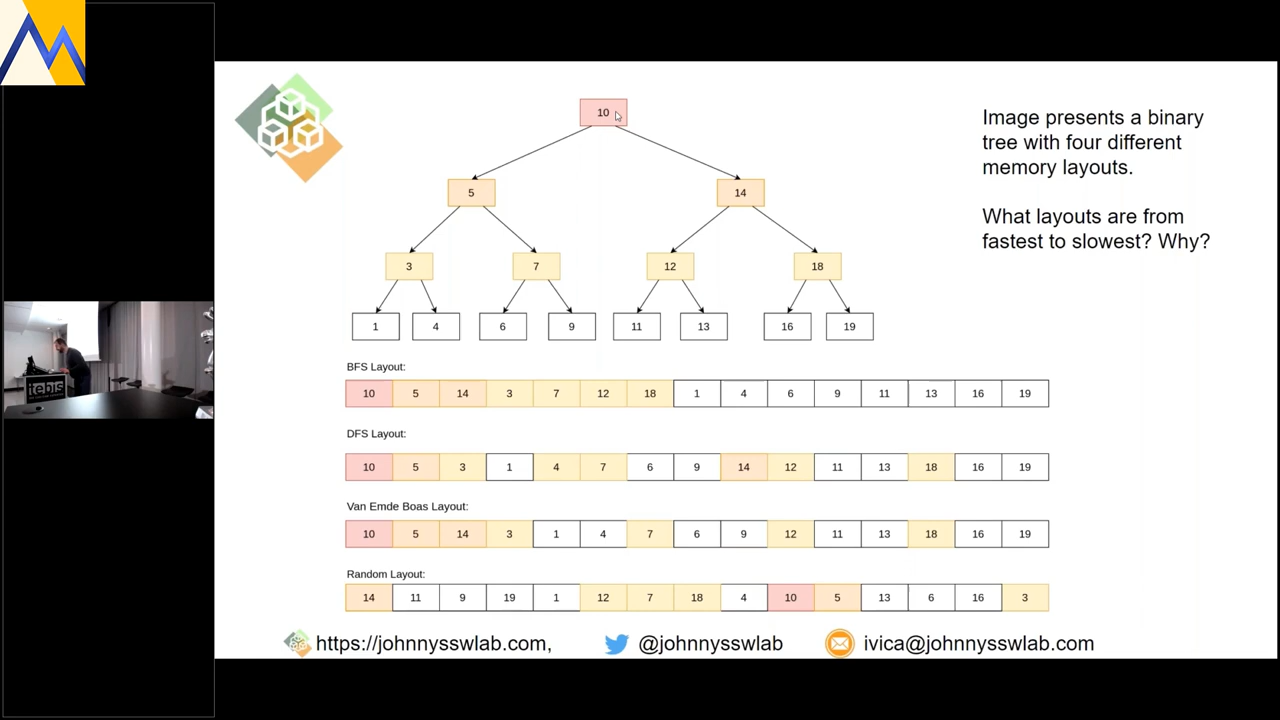 10
5 14
3 7 12 18
1 4 6 9 11 13 16 19
Image presents a binary
tree with four different
memory layouts.
What layouts are from
fastest to slowest? Why?
BFS Layout:
10 5 14 3 7 12 18 1 4 6 9 11 13 16 19
DFS Layout:
10 5 3 1 4 7 6 9 14 12 11 13 18 16 19
Van Emde Boas Layout:
10 5 14 3 1 4 7 6 9 12 11 13 18 16 19
Random Layout:
14 11 9 19 1 12 7 18 4 10 5 13 6 16 3
https://johnnysswlab.com, @johnnysswlab ivica@johnnysswlab.com
tebis